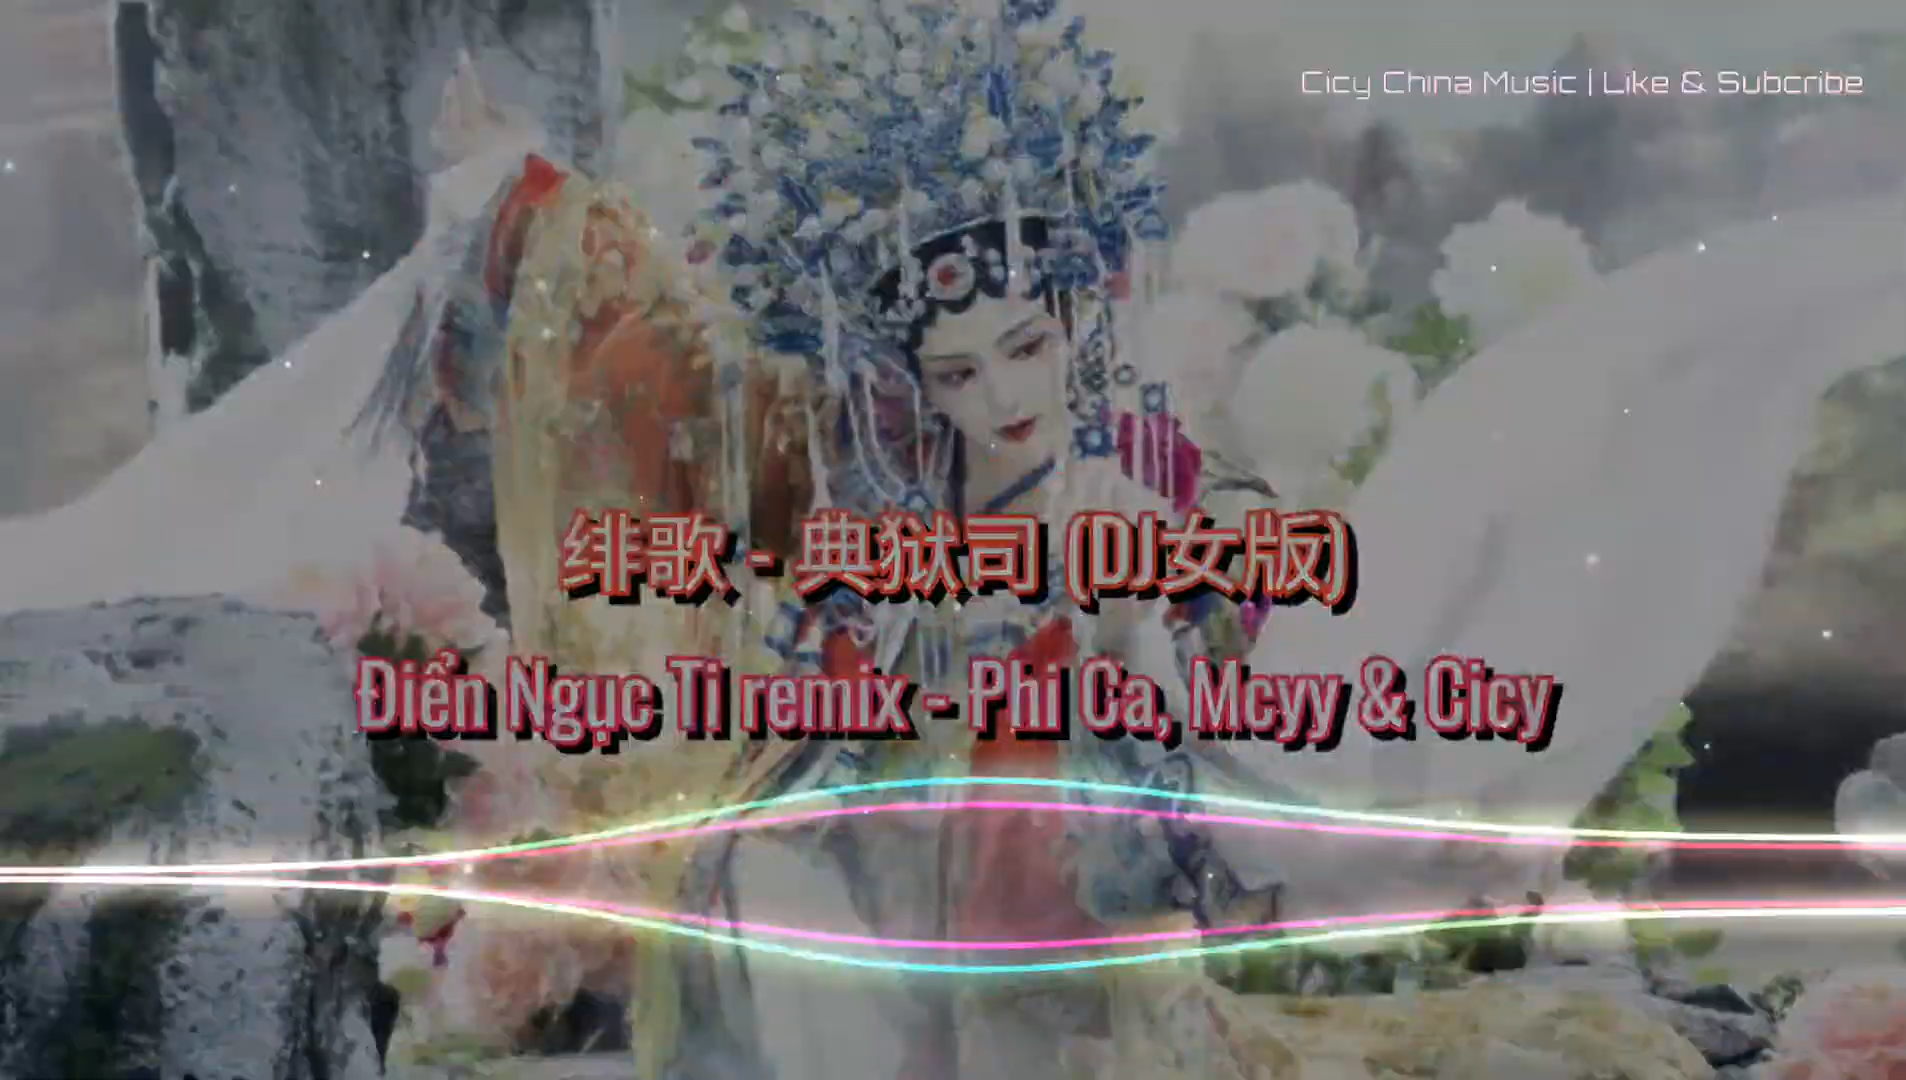 Cicy China Music | Like & Subcribe
绯歌 - 典狱司 (DJ女版)
Điển Ngục Ti remix - Phi Ca, Mcyy & Cicy